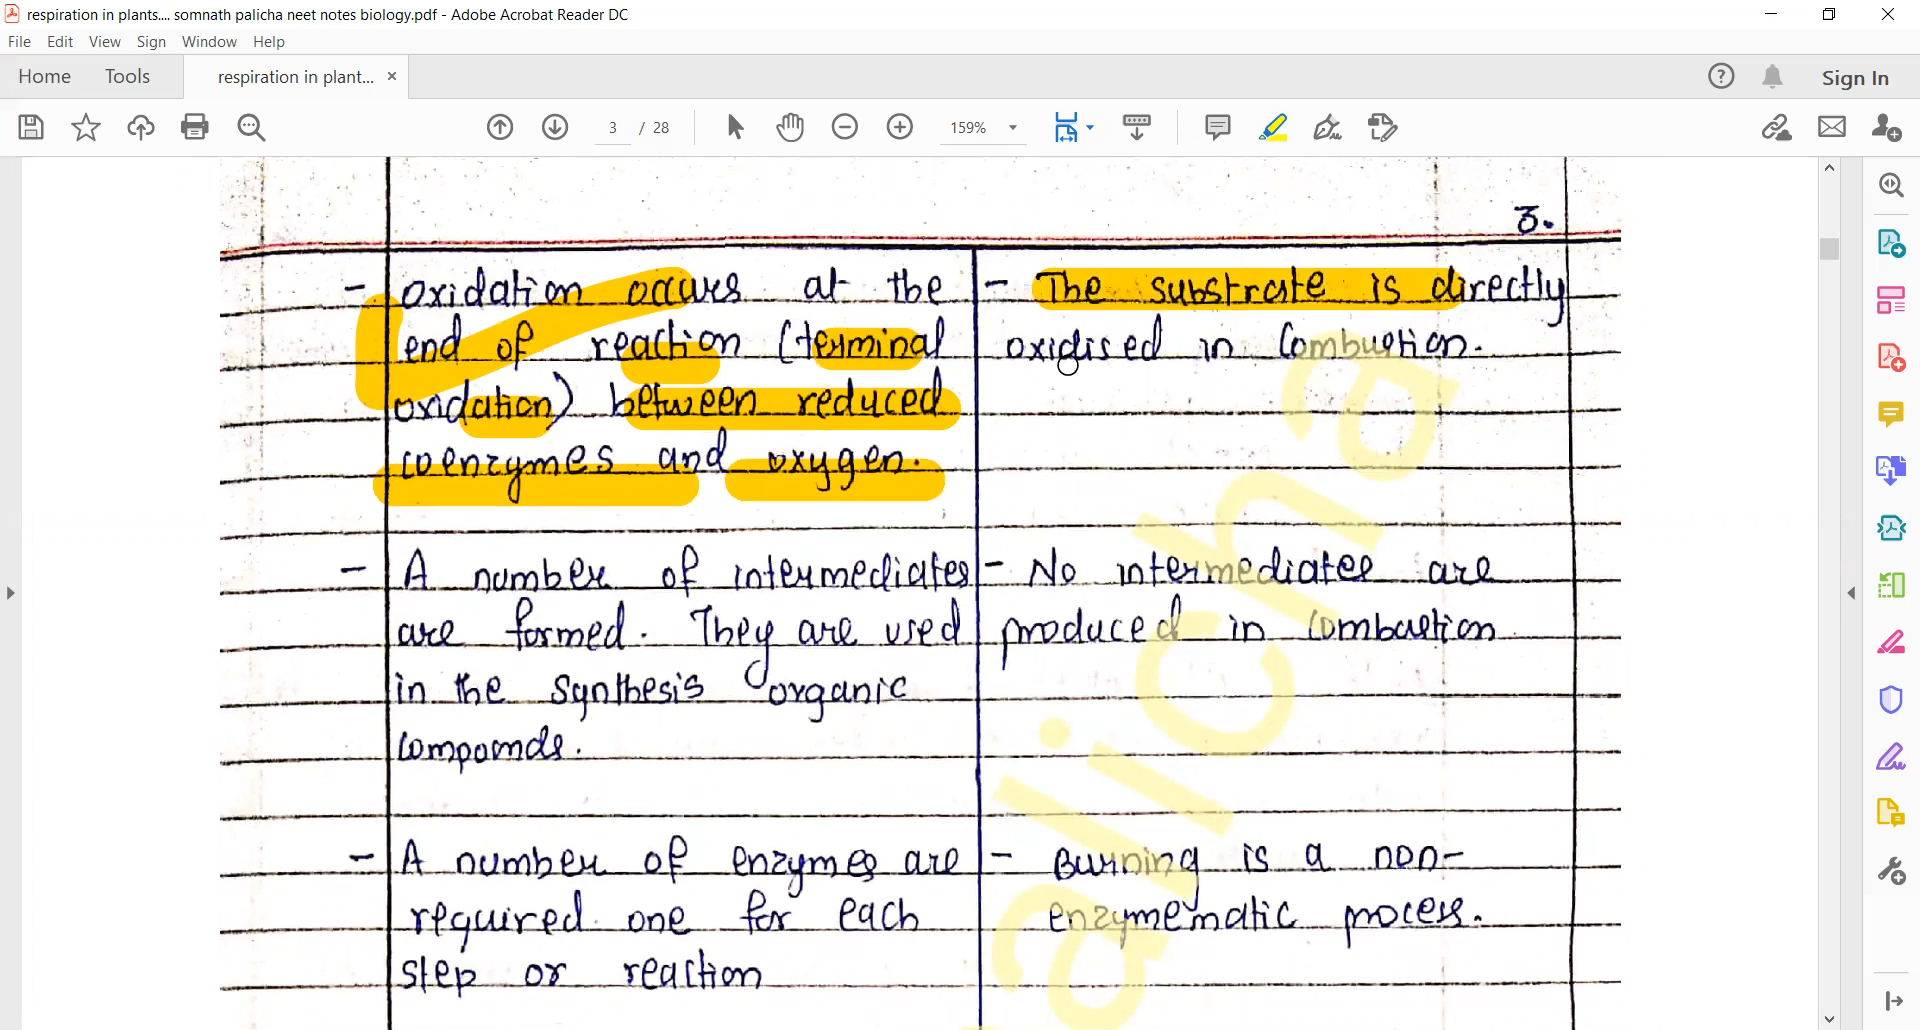 respiration in plants.... somnath palicha neet notes biology.pdf - Adobe Acrobat Reader DC
File Edit View Sign Window Help
Home Tools respiration in plant... ×
? Sign In
3 / 28 159%
3.
- oxidation occurs at the
end of reaction (terminal
oxidation) between reduced
coenzymes and oxygen.
- The substrate is directly
oxidised in Combustion.
- A number of intermediates
are formed. They are used
in the synthesis organic
compounds.
- No intermediates are
produced in combustion
- A number of enzymes are
required one for each
step or reaction
- Burning is a non-
enzymematic process.
alicha